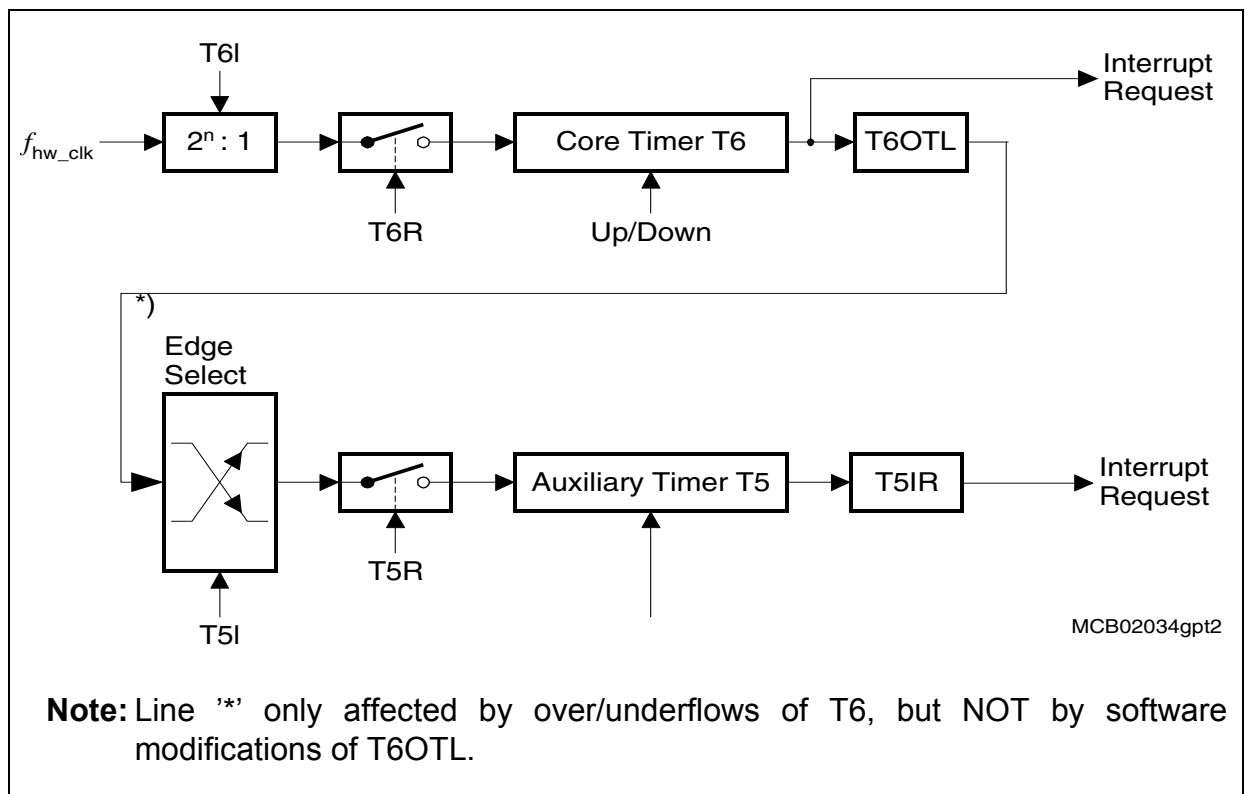 T6I
Interrupt
Request
f hw_clk
2ⁿ : 1
Core Timer T6
T6OTL
T6R
Up/Down
*)
Edge
Select
Auxiliary Timer T5
T5IR
Interrupt
Request
T5R
T5I
MCB02034gpt2
Note: Line ’*’ only affected by over/underflows of T6, but NOT by software
modifications of T6OTL.